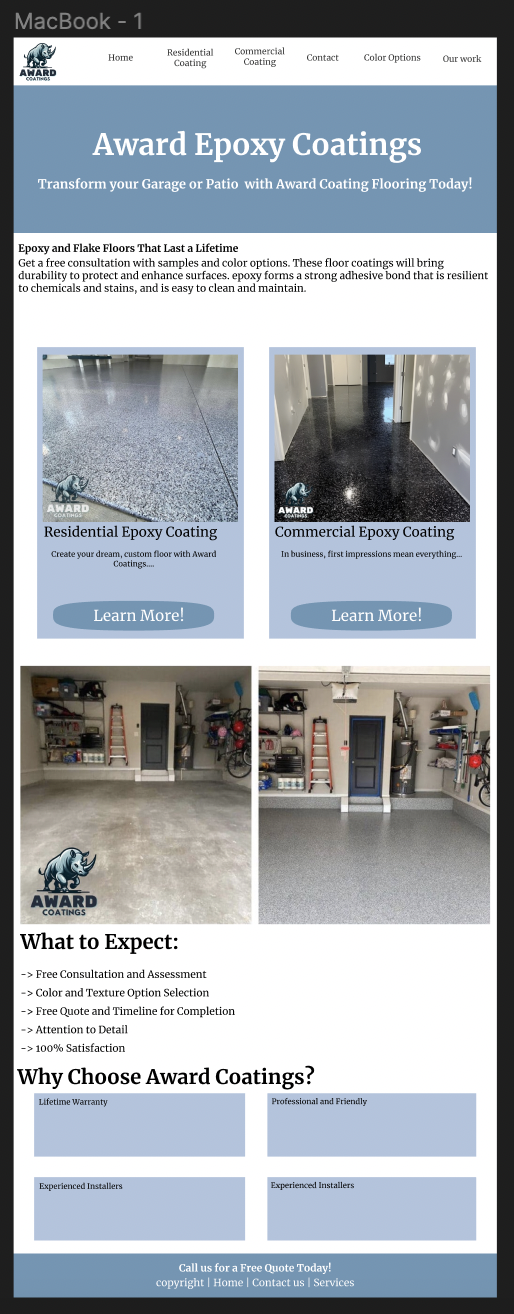 MacBook - 1
AWARD
COATINGS
Home
Residential
Coating
Commercial
Coating
Contact
Color Options
Our work
Award Epoxy Coatings
Transform your Garage or Patio  with Award Coating Flooring Today!
Epoxy and Flake Floors That Last a Lifetime
Get a free consultation with samples and color options. These floor coatings will bring
durability to protect and enhance surfaces. epoxy forms a strong adhesive bond that is resilient
to chemicals and stains, and is easy to clean and maintain.
AWARD
COATINGS
Residential Epoxy Coating
Create your dream, custom floor with Award
Coatings....
Learn More!
AWARD
COATINGS
Commercial Epoxy Coating
In business, first impressions mean everything...
Learn More!
AWARD
COATINGS
What to Expect:
-> Free Consultation and Assessment
-> Color and Texture Option Selection
-> Free Quote and Timeline for Completion
-> Attention to Detail
-> 100% Satisfaction
Why Choose Award Coatings?
Lifetime Warranty
Professional and Friendly
Experienced Installers
Experienced Installers
Call us for a Free Quote Today!
copyright | Home | Contact us | Services